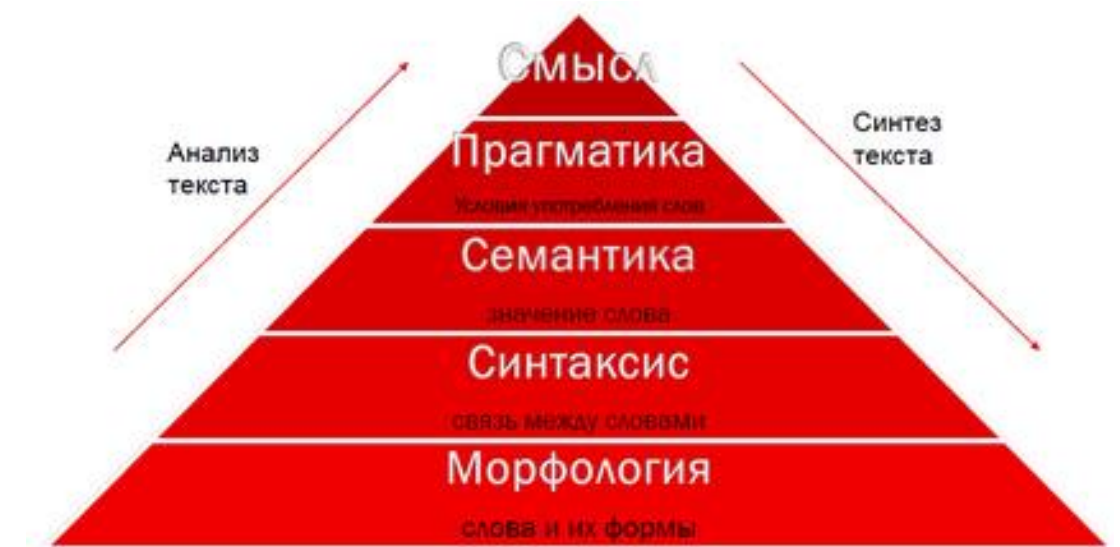 Смысл
Анализ
текста
Синтез
текста
Прагматика
Условия употребления слов
Семантика
значение слова
Синтаксис
связь между словами
Морфология
слова и их формы